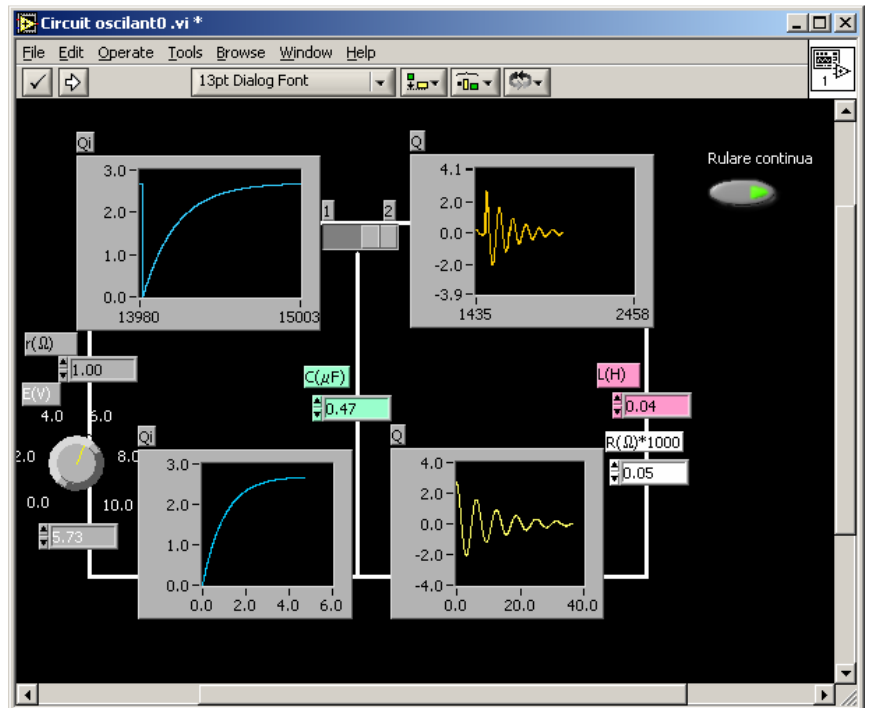 Circuit oscilant0 .vi *
File Edit Operate Tools Browse Window Help
13pt Dialog Font
1
Qi
3.0
2.0
1.0
0.0
13980 15003
1 2
Q
4.1
2.0
0.0
-2.0
-3.9
1435 2458
Rulare continua
r(Ω)
1.00
E(V)
4.0 6.0
2.0 8.0
0.0 10.0
5.73
C(μF)
0.47
L(H)
0.04
R(Ω)*1000
0.05
Qi
3.0
2.0
1.0
0.0
0.0 2.0 4.0 6.0
Q
4.0
2.0
0.0
-2.0
-4.0
0.0 20.0 40.0